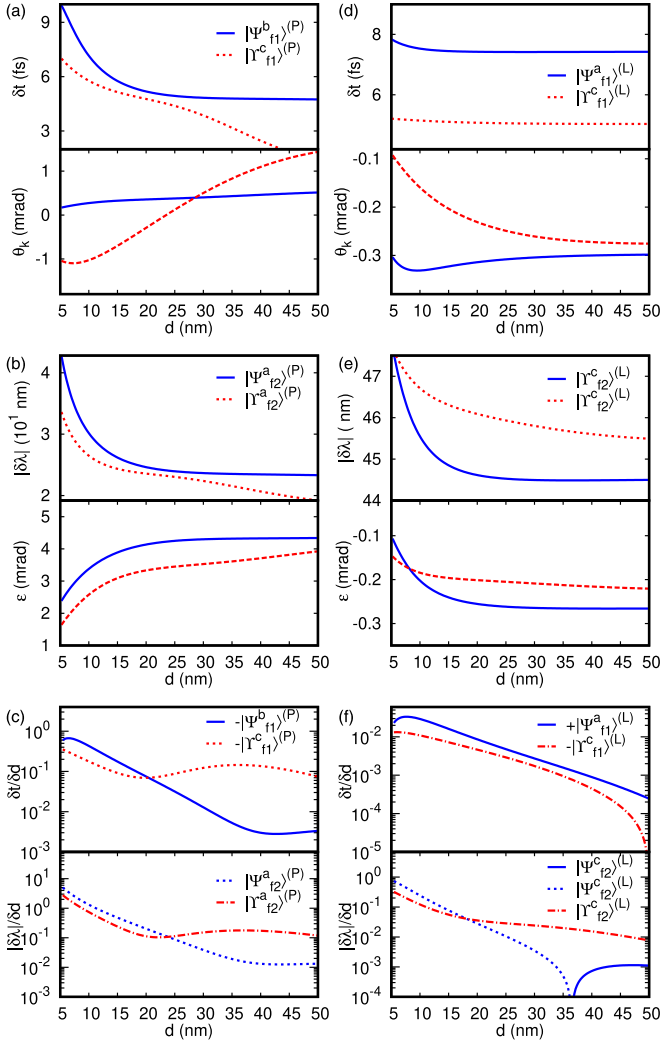 (a)
9
6
3
δt (fs)
|Ψ^b_f1⟩^(P)
|ϒ^c_f1⟩^(P)
1
0
-1
θ_k (mrad)
5 10 15 20 25 30 35 40 45 50
d (nm)
(d)
8
6
δt (fs)
|Ψ^a_f1⟩^(L)
|ϒ^c_f1⟩^(L)
-0.1
-0.2
-0.3
θ_k (mrad)
5 10 15 20 25 30 35 40 45 50
d (nm)
(b)
4
3
2
|δλ| (10^1 nm)
|Ψ^a_f2⟩^(P)
|ϒ^a_f2⟩^(P)
5
4
3
2
1
ε (mrad)
5 10 15 20 25 30 35 40 45 50
(e)
47
46
45
44
|δλ| ( nm)
|ϒ^c_f2⟩^(L)
|ϒ^c_f2⟩^(L)
-0.1
-0.2
-0.3
ε (mrad)
5 10 15 20 25 30 35 40 45 50
(c)
10^0
10^-1
10^-2
10^-3
δt/δd
-|Ψ^b_f1⟩^(P)
-|ϒ^c_f1⟩^(P)
10^1
10^0
10^-1
10^-2
10^-3
|δλ|/δd
|Ψ^a_f2⟩^(P)
|ϒ^a_f2⟩^(P)
5 10 15 20 25 30 35 40 45 50
d (nm)
(f)
10^-2
10^-3
10^-4
10^-5
δt/δd
+|Ψ^a_f1⟩^(L)
-|ϒ^c_f1⟩^(L)
10^0
10^-1
10^-2
10^-3
10^-4
|δλ|/δd
|Ψ^c_f2⟩^(L)
|Ψ^c_f2⟩^(L)
|ϒ^c_f2⟩^(L)
5 10 15 20 25 30 35 40 45 50
d (nm)